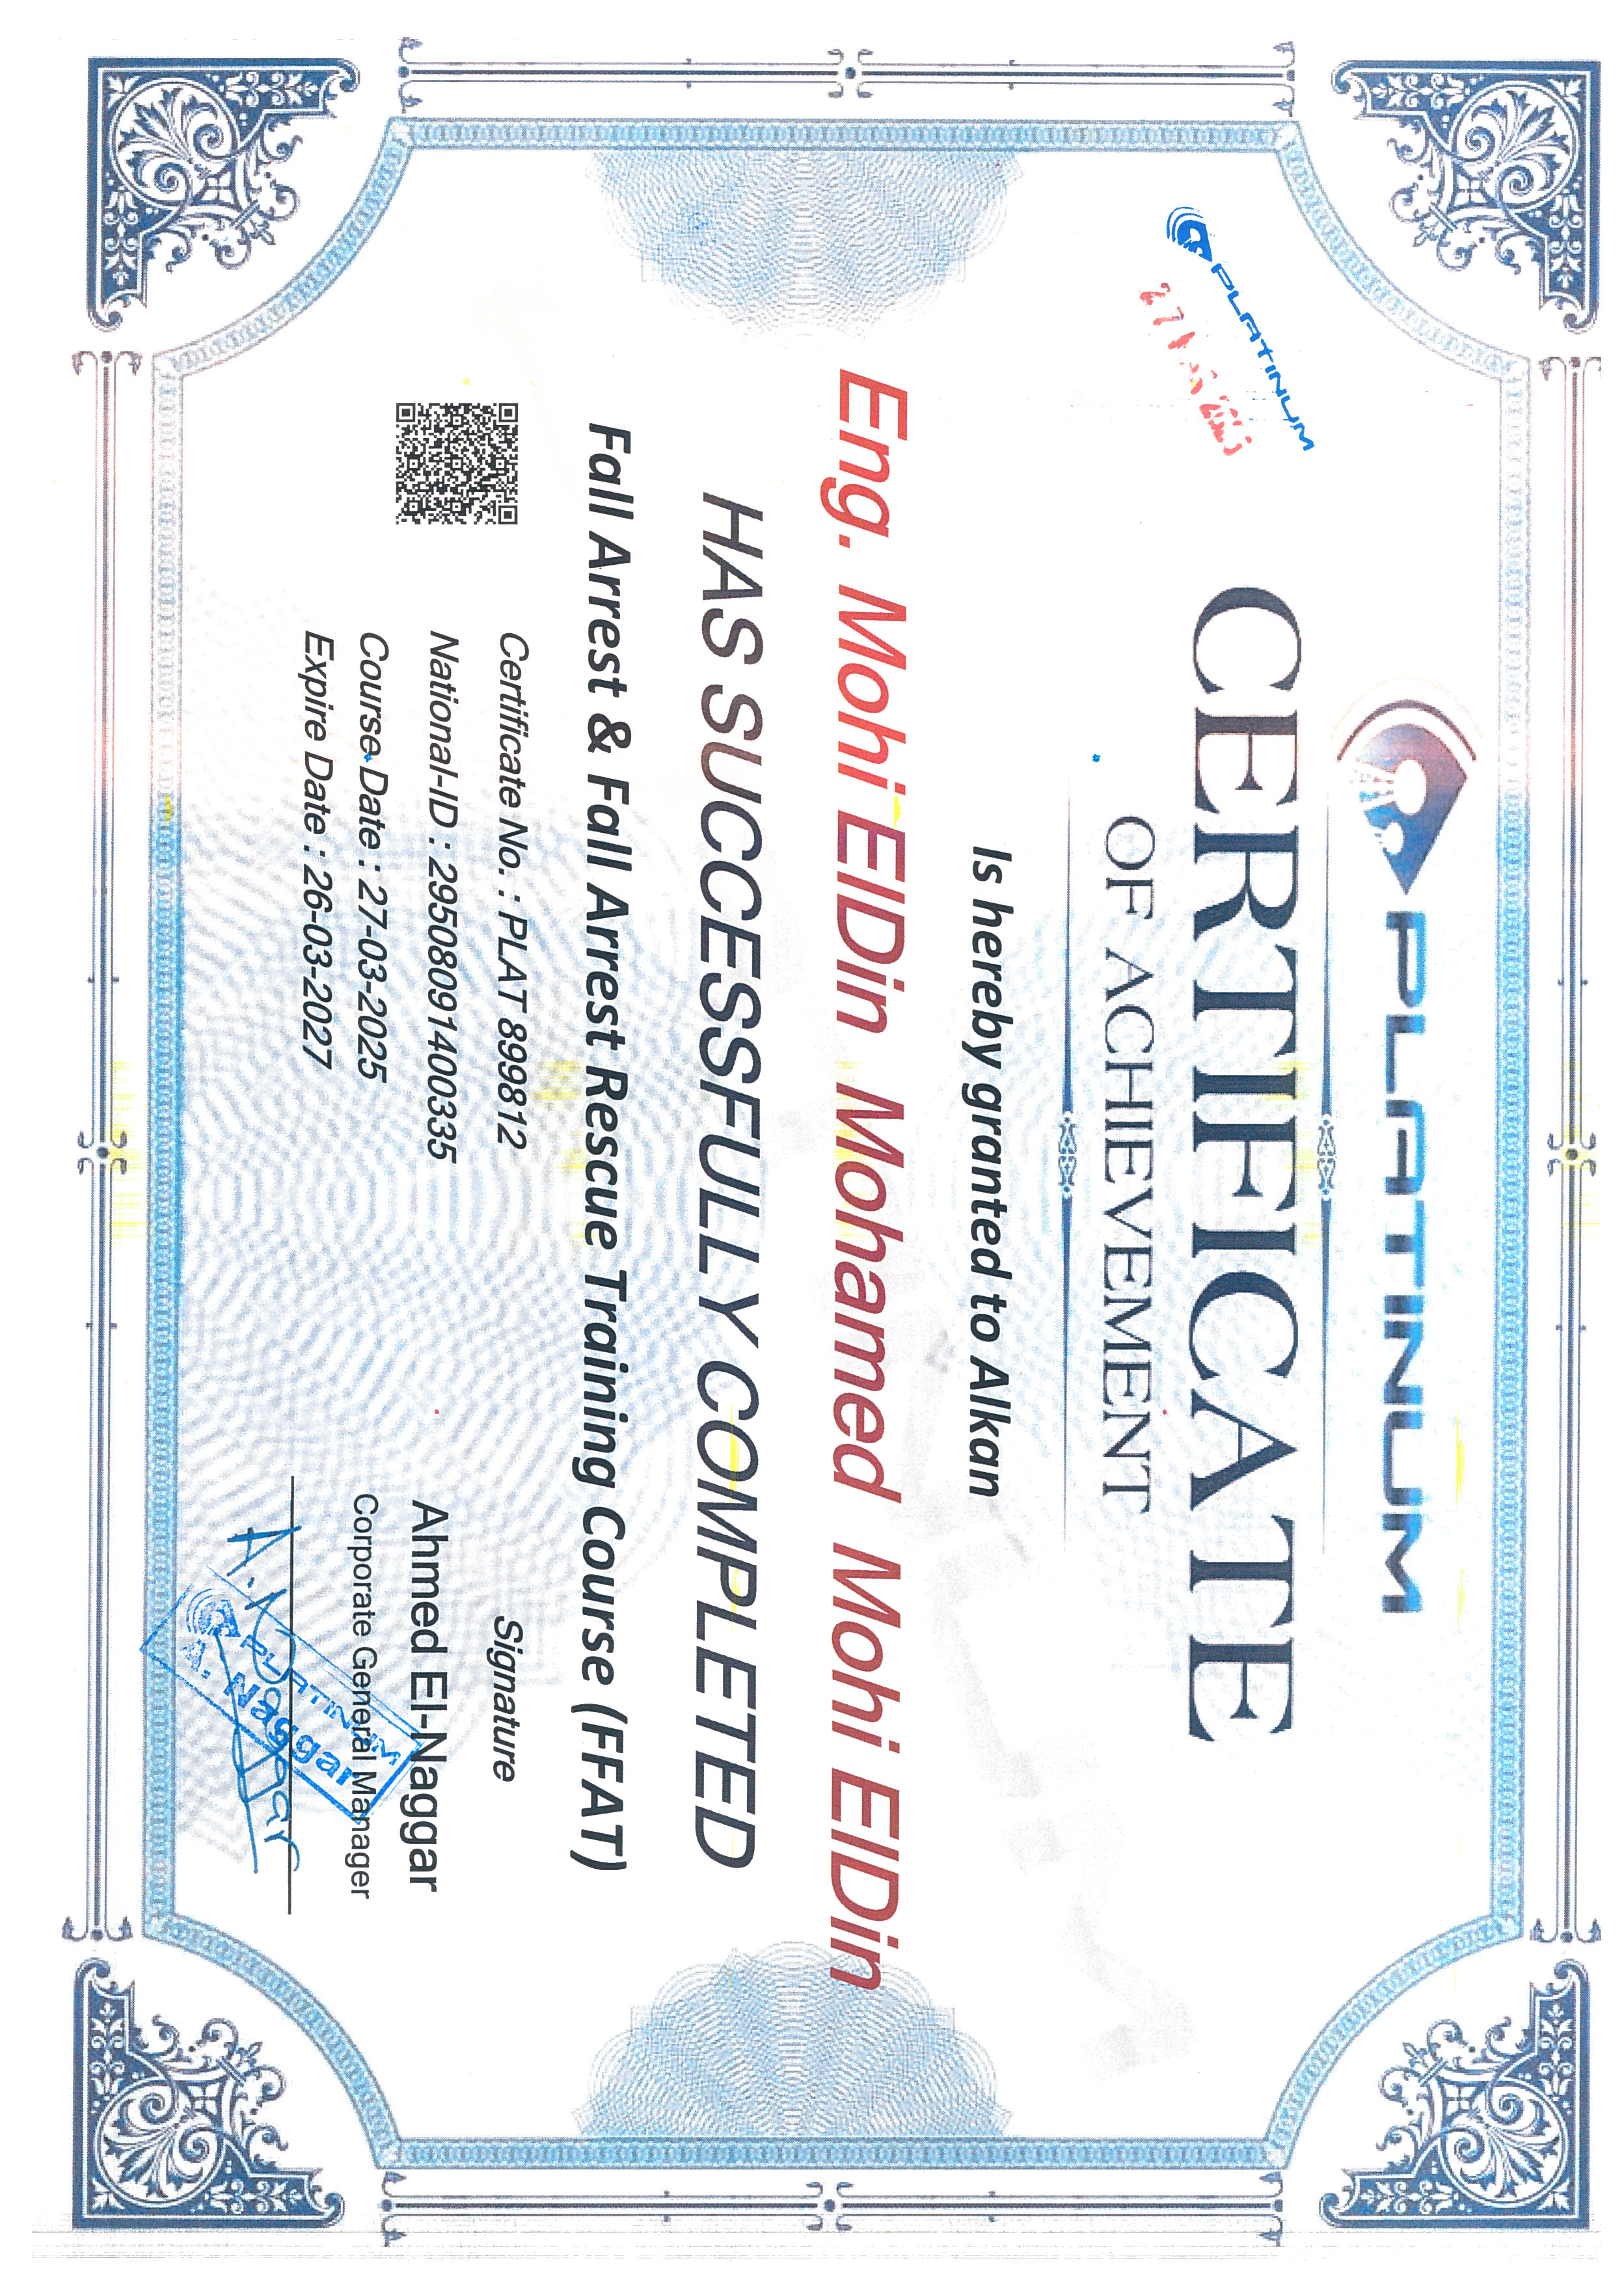 PLATINUM
CERTIFICATE
OF ACHIEVEMENT
PLATINUM
27 2025
Is hereby granted to Alkan
Eng. Mohi ElDin Mohamed Mohi ElDin
HAS SUCCESSFULLY COMPLETED
Fall Arrest & Fall Arrest Rescue Training Course (FFAT)
Certificate No. : PLAT 899812
National-ID : 29508091400335
Course Date : 27-03-2025
Expire Date : 26-03-2027
Signature
Ahmed El-Naggar
Corporate General Manager
A. Naggar
PLATINUM
A. Naggar